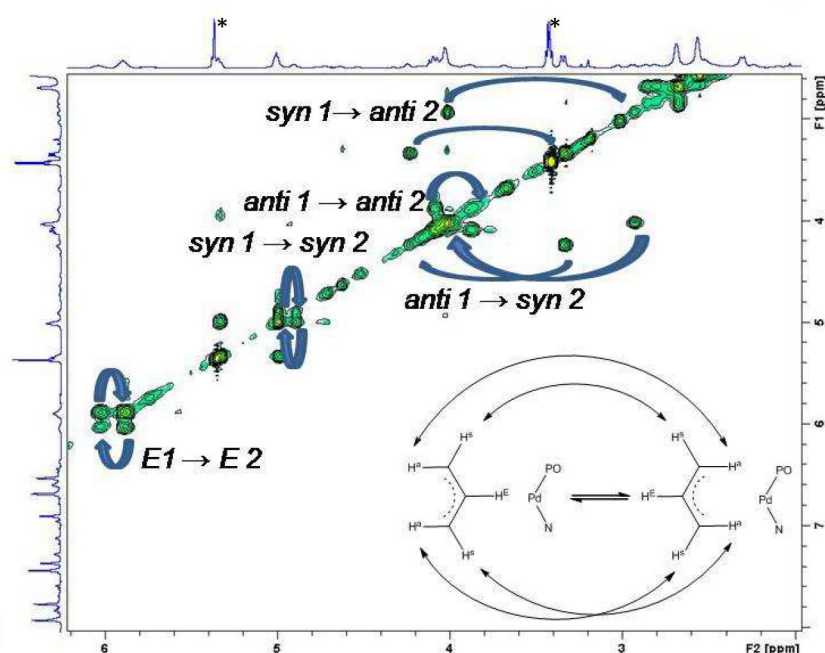 *
*
syn 1 → anti 2
anti 1 → anti 2
syn 1 → syn 2
anti 1 → syn 2
E1 → E 2
F1 [ppm]
4
5
6
7
6
5
4
3
F2 [ppm]
Hˢ
Hˢ
Hᵃ
PO
Hᵃ
PO
Hᴱ
Pd
Hᴱ
Pd
Hᵃ
N
Hᵃ
N
Hˢ
Hˢ